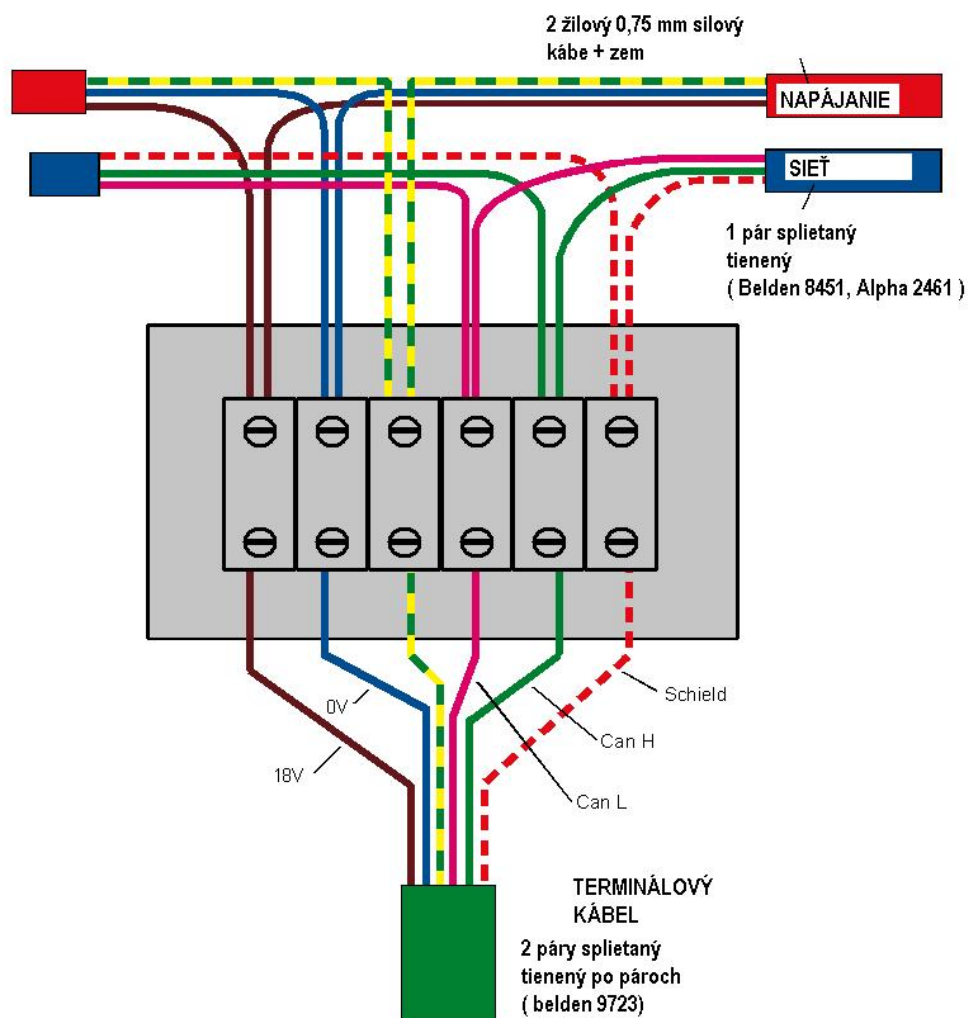 2 žilový 0,75 mm silový
kábe + zem
NAPÁJANIE
SIEŤ
1 pár splietaný
tienený
( Belden 8451, Alpha 2461 )
0V
18V
Schield
Can H
Can L
TERMINÁLOVÝ
KÁBEL
2 páry splietaný
tienený po pároch
( belden 9723)